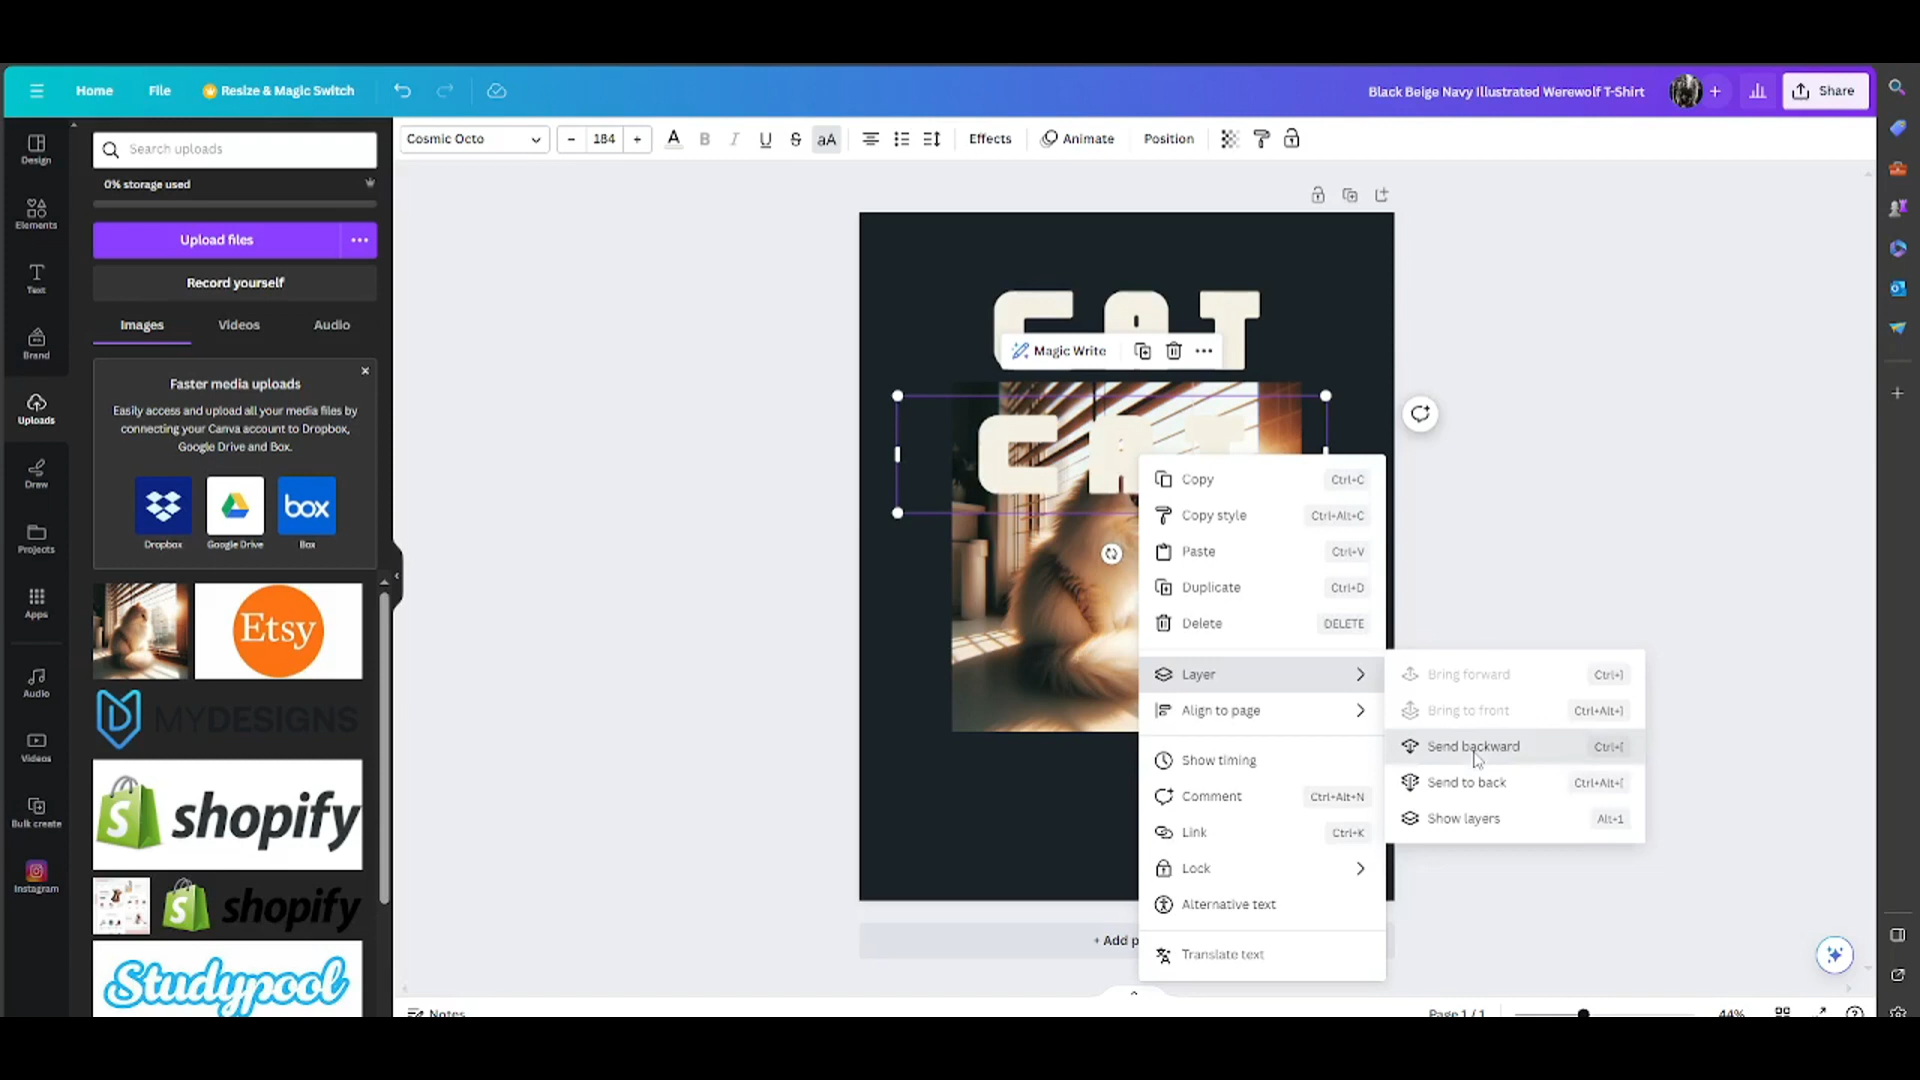 Home File Resize & Magic Switch
Black Beige Navy Illustrated Werewolf T-Shirt
Share
Design
Elements
Text
Brand
Uploads
Draw
Projects
Apps
Audio
Videos
Bulk create
Instagram
Search uploads
0% storage used
Upload files
Record yourself
Images Videos Audio
Faster media uploads
Easily access and upload all your media files by
connecting your Canva account to Dropbox,
Google Drive and Box.
box
Dropbox Google Drive Box
Etsy
MYDESIGNS
shopify
shopify
Studypool
Cosmic Octo
- 184 +
A B I U S aA
Effects
Animate
Position
CAT
Magic Write
CAT
Copy Ctrl+C
Copy style Ctrl+Alt+C
Paste Ctrl+V
Duplicate Ctrl+D
Delete DELETE
Layer
Align to page
Show timing
Comment Ctrl+Alt+N
Link Ctrl+K
Lock
Alternative text
Translate text
Bring forward Ctrl+]
Bring to front Ctrl+Alt+]
Send backward Ctrl+[
Send to back Ctrl+Alt+[
Show layers Alt+1
+ Add p
Notes
Page 1 / 1
44%